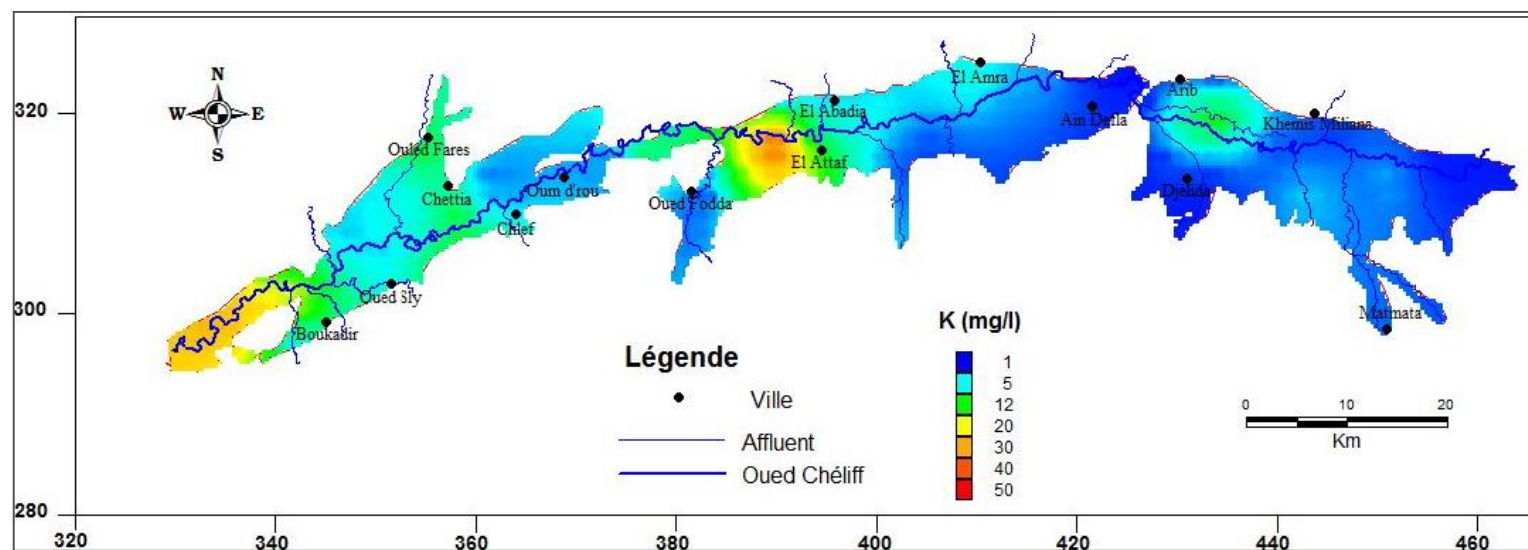 N
W E
S
320
300
280
El Amra
Arib
El Abadia
Ain Defla
Khemis Miliana
Ouled Fares
El Attaf
Chettia
Oum d'rou
Oued Fodda
Djelida
Chlef
Oued Sly
Boukadir
Matmata
Légende
Ville
Affluent
Oued Chéliff
K (mg/l)
1
5
12
20
30
40
50
0 10 20
Km
320 340 360 380 400 420 440 460